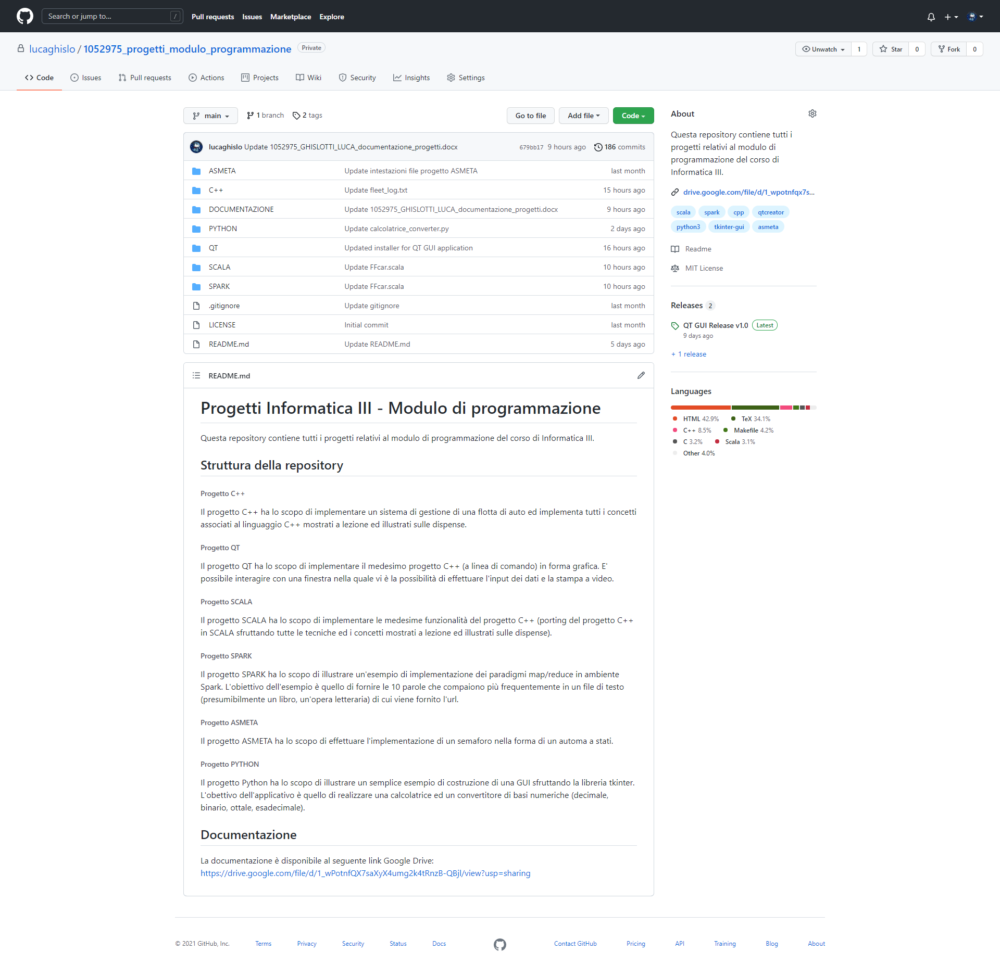 Search or jump to... /
Pull requests Issues Marketplace Explore
lucaghislo / 1052975_progetti_modulo_programmazione Private
Unwatch 1 Star 0 Fork 0
Code Issues Pull requests Actions Projects Wiki Security Insights Settings
main 1 branch 2 tags
Go to file Add file Code
lucaghislo Update 1052975_GHISLOTTI_LUCA_documentazione_progetti.docx 679bb17 9 hours ago 186 commits
ASMETA Update intestazioni file progetto ASMETA last month
C++ Update fleet_log.txt 15 hours ago
DOCUMENTAZIONE Update 1052975_GHISLOTTI_LUCA_documentazione_progetti.docx 9 hours ago
PYTHON Update calcolatrice_converter.py 2 days ago
QT Updated installer for QT GUI application 16 hours ago
SCALA Update FFcar.scala 10 hours ago
SPARK Update FFcar.scala 10 hours ago
.gitignore Update gitignore last month
LICENSE Initial commit last month
README.md Update README.md 5 days ago
README.md
Progetti Informatica III - Modulo di programmazione
Questa repository contiene tutti i progetti relativi al modulo di programmazione del corso di Informatica III.
Struttura della repository
Progetto C++
Il progetto C++ ha lo scopo di implementare un sistema di gestione di una flotta di auto ed implementa tutti i concetti
associati al linguaggio C++ mostrati a lezione ed illustrati sulle dispense.
Progetto QT
Il progetto QT ha lo scopo di implementare il medesimo progetto C++ (a linea di comando) in forma grafica. E'
possibile interagire con una finestra nella quale vi è la possibilità di effettuare l'input dei dati e la stampa a video.
Progetto SCALA
Il progetto SCALA ha lo scopo di implementare le medesime funzionalità del progetto C++ (porting del progetto C++
in SCALA sfruttando tutte le tecniche ed i concetti mostrati a lezione ed illustrati sulle dispense).
Progetto SPARK
Il progetto SPARK ha lo scopo di illustrare un'esempio di implementazione dei paradigmi map/reduce in ambiente
Spark. L'obiettivo dell'esempio è quello di fornire le 10 parole che compaiono più frequentemente in un file di testo
(presumibilmente un libro, un'opera letteraria) di cui viene fornito l'url.
Progetto ASMETA
Il progetto ASMETA ha lo scopo di effettuare l'implementazione di un semaforo nella forma di un automa a stati.
Progetto PYTHON
Il progetto Python ha lo scopo di illustrare un semplice esempio di costruzione di una GUI sfruttando la libreria tkinter.
L'obettivo dell'applicativo è quello di realizzare una calcolatrice ed un convertitore di basi numeriche (decimale,
binario, ottale, esadecimale).
Documentazione
La documentazione è disponibile al seguente link Google Drive:
https://drive.google.com/file/d/1_wPotnfQX7saXyX4umg2k4tRnzB-QBjl/view?usp=sharing
About
Questa repository contiene tutti i
progetti relativi al modulo di
programmazione del corso di
Informatica III.
drive.google.com/file/d/1_wpotnfqx7s...
scala spark cpp qtcreator
python3 tkinter-gui asmeta
Readme
MIT License
Releases 2
QT GUI Release v1.0 Latest
9 days ago
+ 1 release
Languages
HTML 42.9% TeX 34.1%
C++ 8.5% Makefile 4.2%
C 3.2% Scala 3.1%
Other 4.0%
© 2021 GitHub, Inc. Terms Privacy Security Status Docs Contact GitHub Pricing API Training Blog About